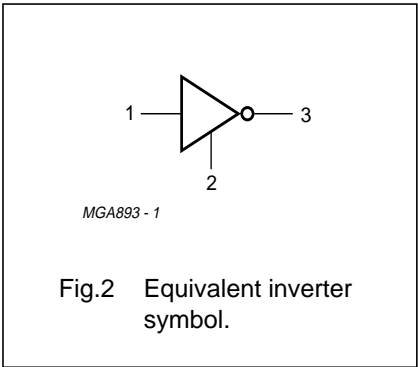 1
3
2
MGA893 - 1
Fig.2 Equivalent inverter
symbol.